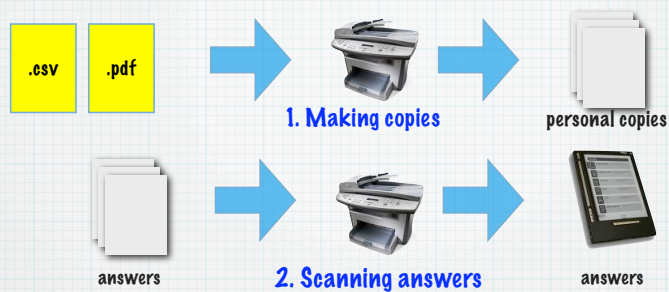 .csv
.pdf
1. Making copies
personal copies
answers
2. Scanning answers
answers